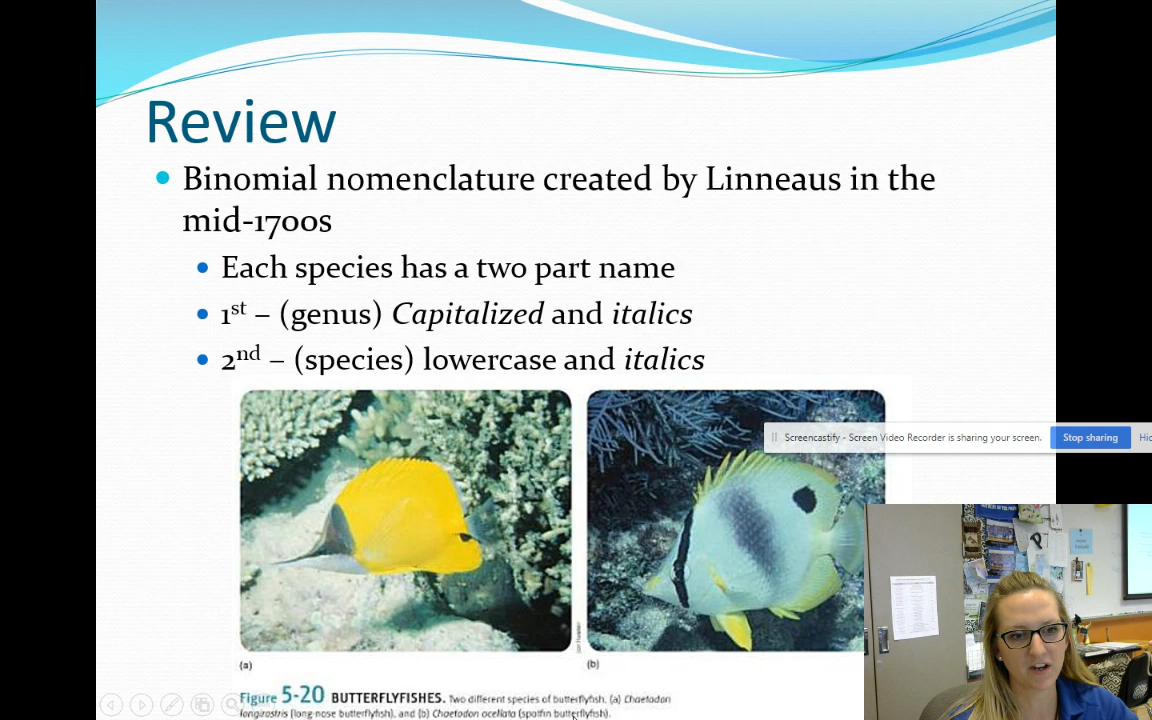 Review
Binomial nomenclature created by Linneaus in the
mid-1700s
Each species has a two part name
1st – (genus) Capitalized and italics
2nd – (species) lowercase and italics
Screencastify - Screen Video Recorder is sharing your screen.
Stop sharing
Hid
(a)
(b)
Figure 5-20 BUTTERFLYFISHES. Two different species of butterflyfish, (a) Chaetodon
longirostris (long-nose butterflyfish), and (b) Chaetodon ocellata (spotfin butterflyfish).